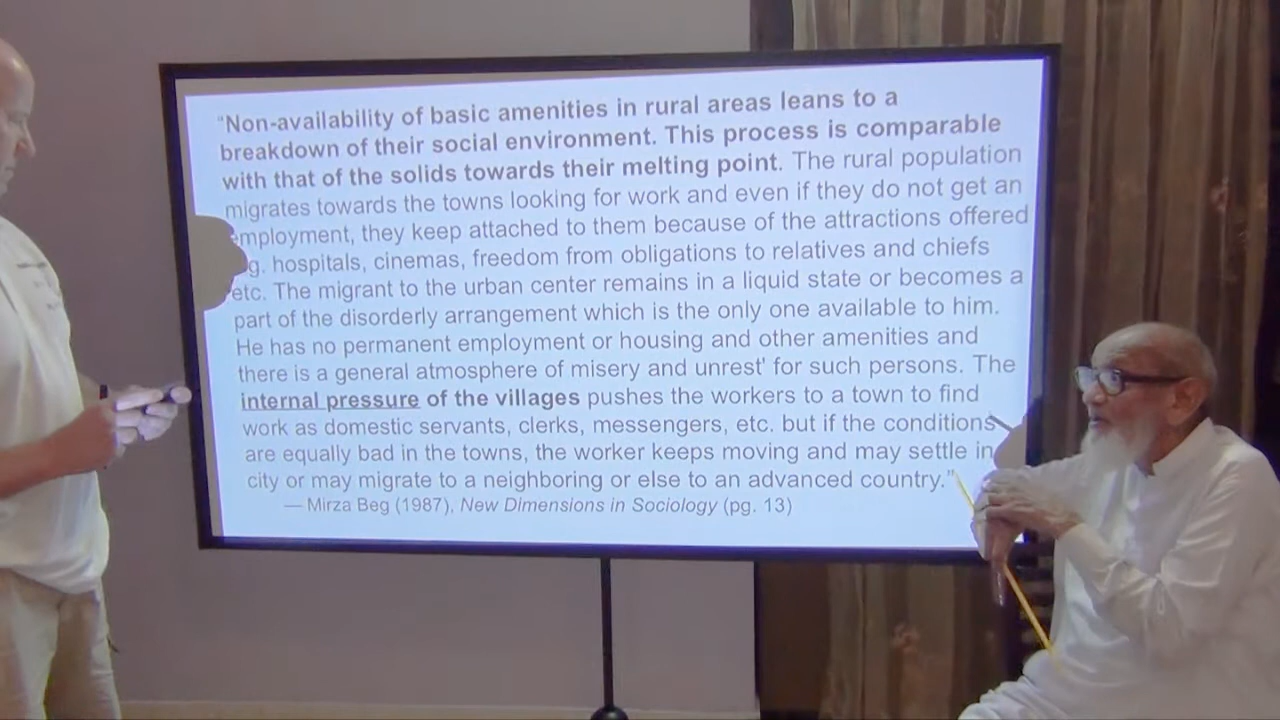 “Non-availability of basic amenities in rural areas leans to a
breakdown of their social environment. This process is comparable
with that of the solids towards their melting point. The rural population
migrates towards the towns looking for work and even if they do not get an
employment, they keep attached to them because of the attractions offered
g. hospitals, cinemas, freedom from obligations to relatives and chiefs
etc. The migrant to the urban center remains in a liquid state or becomes a
part of the disorderly arrangement which is the only one available to him.
He has no permanent employment or housing and other amenities and
there is a general atmosphere of misery and unrest' for such persons. The
internal pressure of the villages pushes the workers to a town to find
work as domestic servants, clerks, messengers, etc. but if the conditions
are equally bad in the towns, the worker keeps moving and may settle in
city or may migrate to a neighboring or else to an advanced country.”
— Mirza Beg (1987), New Dimensions in Sociology (pg. 13)